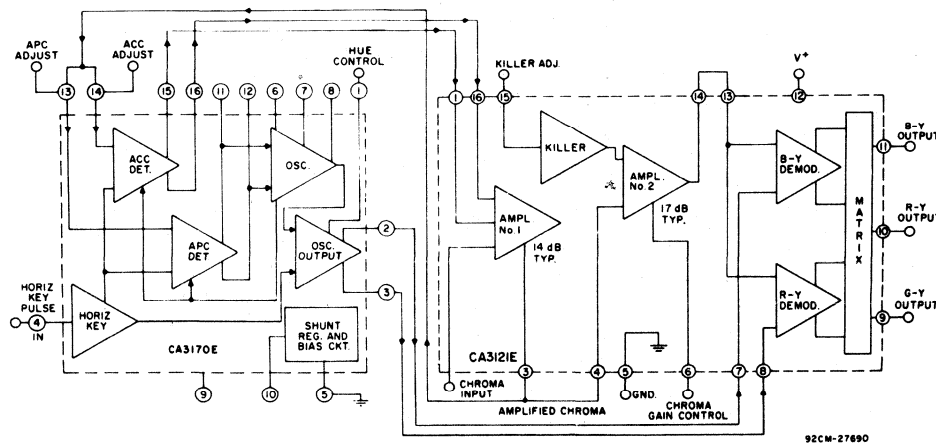 APC
ADJUST
ACC
ADJUST
HUE
CONTROL
13
14
15
16
11
12
6
7
8
1
ACC
DET.
OSC.
APC
DET
OSC.
OUTPUT
2
3
HORIZ
KEY
PULSE
4
IN
HORIZ
KEY
CA3170E
SHUNT
REG. AND
BIAS CKT.
9
10
5
KILLER ADJ.
V+
1
16
15
14
13
12
KILLER
AMPL.
No. 2
17 dB
TYP.
AMPL
No. 1
14 dB
TYP.
B-Y
DEMOD.
R-Y
DEMOD.
MATRIX
11
B-Y
OUTPUT
10
R-Y
OUTPUT
9
G-Y
OUTPUT
CA3121E
CHROMA
INPUT
3
4
5
6
7
8
AMPLIFIED CHROMA
GND.
CHROMA
GAIN CONTROL
92CM-27690